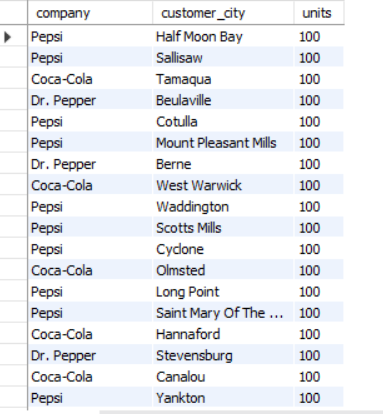 company customer_city units
Pepsi Half Moon Bay 100
Pepsi Sallisaw 100
Coca-Cola Tamaqua 100
Dr. Pepper Beulaville 100
Pepsi Cotulla 100
Pepsi Mount Pleasant Mills 100
Dr. Pepper Berne 100
Coca-Cola West Warwick 100
Pepsi Waddington 100
Pepsi Scotts Mills 100
Pepsi Cyclone 100
Coca-Cola Olmsted 100
Pepsi Long Point 100
Pepsi Saint Mary Of The ... 100
Coca-Cola Hannaford 100
Dr. Pepper Stevensburg 100
Coca-Cola Canalou 100
Pepsi Yankton 100